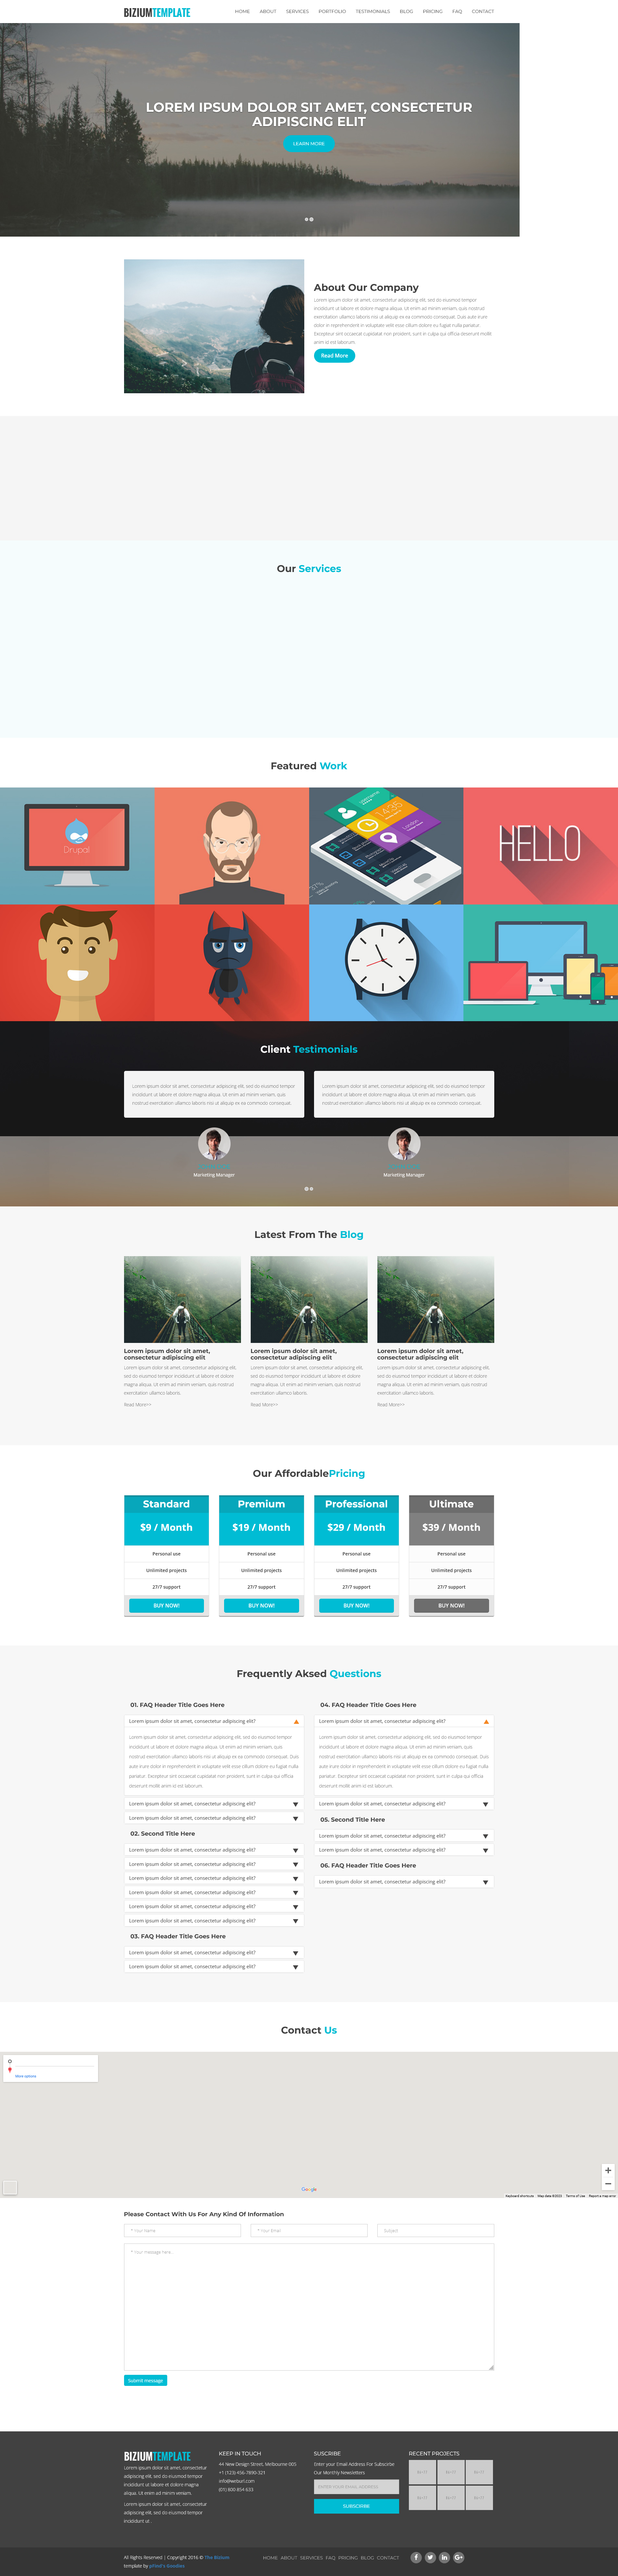 BIZIUMTEMPLATE
HOME ABOUT SERVICES PORTFOLIO TESTIMONIALS BLOG PRICING FAQ CONTACT
LOREM IPSUM DOLOR SIT AMET, CONSECTETUR
ADIPISCING ELIT
LEARN MORE
About Our Company
Lorem ipsum dolor sit amet, consectetur adipiscing elit, sed do eiusmod tempor
incididunt ut labore et dolore magna aliqua. Ut enim ad minim veniam, quis nostrud
exercitation ullamco laboris nisi ut aliquip ex ea commodo consequat. Duis aute irure
dolor in reprehenderit in voluptate velit esse cillum dolore eu fugiat nulla pariatur.
Excepteur sint occaecat cupidatat non proident, sunt in culpa qui officia deserunt mollit
anim id est laborum.
Read More
Our Services
Featured Work
Drupal
HELLO
Client Testimonials
Lorem ipsum dolor sit amet, consectetur adipiscing elit, sed do eiusmod tempor
incididunt ut labore et dolore magna aliqua. Ut enim ad minim veniam, quis
nostrud exercitation ullamco laboris nisi ut aliquip ex ea commodo consequat.
Marketing Manager
Lorem ipsum dolor sit amet, consectetur adipiscing elit, sed do eiusmod tempor
incididunt ut labore et dolore magna aliqua. Ut enim ad minim veniam, quis
nostrud exercitation ullamco laboris nisi ut aliquip ex ea commodo consequat.
Marketing Manager
Latest From The Blog
Lorem ipsum dolor sit amet,
consectetur adipiscing elit
Lorem ipsum dolor sit amet, consectetur adipiscing elit,
sed do eiusmod tempor incididunt ut labore et dolore
magna aliqua. Ut enim ad minim veniam, quis nostrud
exercitation ullamco laboris.
Read More>>
Lorem ipsum dolor sit amet,
consectetur adipiscing elit
Lorem ipsum dolor sit amet, consectetur adipiscing elit,
sed do eiusmod tempor incididunt ut labore et dolore
magna aliqua. Ut enim ad minim veniam, quis nostrud
exercitation ullamco laboris.
Read More>>
Lorem ipsum dolor sit amet,
consectetur adipiscing elit
Lorem ipsum dolor sit amet, consectetur adipiscing elit,
sed do eiusmod tempor incididunt ut labore et dolore
magna aliqua. Ut enim ad minim veniam, quis nostrud
exercitation ullamco laboris.
Read More>>
Our AffordablePricing
Standard
$9 / Month
Personal use
Unlimited projects
27/7 support
BUY NOW!
Premium
$19 / Month
Personal use
Unlimited projects
27/7 support
BUY NOW!
Professional
$29 / Month
Personal use
Unlimited projects
27/7 support
BUY NOW!
Ultimate
$39 / Month
Personal use
Unlimited projects
27/7 support
BUY NOW!
Frequently Aksed Questions
01. FAQ Header Title Goes Here
Lorem ipsum dolor sit amet, consectetur adipiscing elit?
Lorem ipsum dolor sit amet, consectetur adipiscing elit, sed do eiusmod tempor
incididunt ut labore et dolore magna aliqua. Ut enim ad minim veniam, quis
nostrud exercitation ullamco laboris nisi ut aliquip ex ea commodo consequat. Duis
aute irure dolor in reprehenderit in voluptate velit esse cillum dolore eu fugiat nulla
pariatur. Excepteur sint occaecat cupidatat non proident, sunt in culpa qui officia
deserunt mollit anim id est laborum.
Lorem ipsum dolor sit amet, consectetur adipiscing elit?
Lorem ipsum dolor sit amet, consectetur adipiscing elit?
02. Second Title Here
Lorem ipsum dolor sit amet, consectetur adipiscing elit?
Lorem ipsum dolor sit amet, consectetur adipiscing elit?
Lorem ipsum dolor sit amet, consectetur adipiscing elit?
Lorem ipsum dolor sit amet, consectetur adipiscing elit?
Lorem ipsum dolor sit amet, consectetur adipiscing elit?
Lorem ipsum dolor sit amet, consectetur adipiscing elit?
03. FAQ Header Title Goes Here
Lorem ipsum dolor sit amet, consectetur adipiscing elit?
Lorem ipsum dolor sit amet, consectetur adipiscing elit?
04. FAQ Header Title Goes Here
Lorem ipsum dolor sit amet, consectetur adipiscing elit?
Lorem ipsum dolor sit amet, consectetur adipiscing elit, sed do eiusmod tempor
incididunt ut labore et dolore magna aliqua. Ut enim ad minim veniam, quis
nostrud exercitation ullamco laboris nisi ut aliquip ex ea commodo consequat. Duis
aute irure dolor in reprehenderit in voluptate velit esse cillum dolore eu fugiat nulla
pariatur. Excepteur sint occaecat cupidatat non proident, sunt in culpa qui officia
deserunt mollit anim id est laborum.
Lorem ipsum dolor sit amet, consectetur adipiscing elit?
05. Second Title Here
Lorem ipsum dolor sit amet, consectetur adipiscing elit?
Lorem ipsum dolor sit amet, consectetur adipiscing elit?
06. FAQ Header Title Goes Here
Lorem ipsum dolor sit amet, consectetur adipiscing elit?
Contact Us
More options
Google
Keyboard shortcuts Map data ©2023 Terms of Use Report a map error
Please Contact With Us For Any Kind Of Information
* Your Name
* Your Email
Subject
* Your message here...
Submit message
BIZIUMTEMPLATE
Lorem ipsum dolor sit amet, consectetur
adipiscing elit, sed do eiusmod tempor
incididunt ut labore et dolore magna
aliqua. Ut enim ad minim veniam.
Lorem ipsum dolor sit amet, consectetur
adipiscing elit, sed do eiusmod tempor
incididunt ut .
KEEP IN TOUCH
44 New Design Street, Melbourne 005
+1 (123) 456-7890-321
info@weburl.com
(01) 800 854 633
SUSCRIBE
Enter your Email Address For Subscribe
Our Monthly Newsletters
ENTER YOUR EMAIL ADDRESS
SUBSCRIBE
RECENT PROJECTS
All Rights Reserved | Copyright 2016 © The Bizium
template by pFind's Goodies
HOME ABOUT SERVICES FAQ PRICING BLOG CONTACT